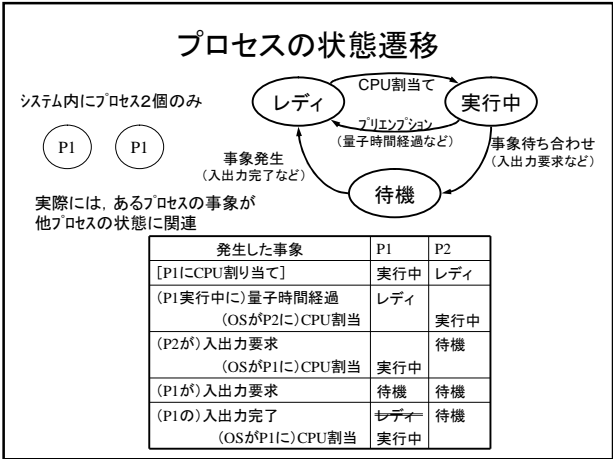 プロセスの状態遷移
システム内にプロセス2個のみ
P1 P1
レディ
CPU割当て
実行中
プリエンプション
(量子時間経過など)
事象発生
(入出力完了など)
事象待ち合わせ
(入出力要求など)
待機
実際には, あるプロセスの事象が
他プロセスの状態に関連
発生した事象 P1 P2
[P1にCPU割り当て] 実行中 レディ
(P1実行中に)量子時間経過 レディ
(OSがP2に)CPU割当 実行中
(P2が)入出力要求 待機
(OSがP1に)CPU割当 実行中
(P1が)入出力要求 待機 待機
(P1の)入出力完了 レディ 待機
(OSがP1に)CPU割当 実行中